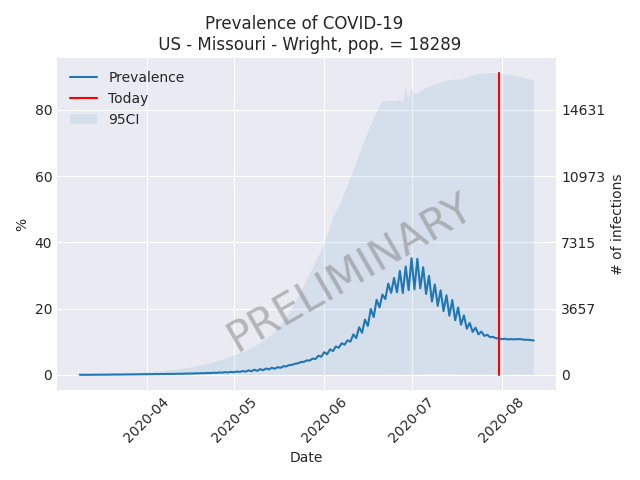 Prevalence of COVID-19
US - Missouri - Wright, pop. = 18289
Prevalence
Today
95CI
80
60
40
20
0
%
14631
10973
7315
3657
0
# of infections
PRELIMINARY
2020-04
2020-05
2020-06
2020-07
2020-08
Date